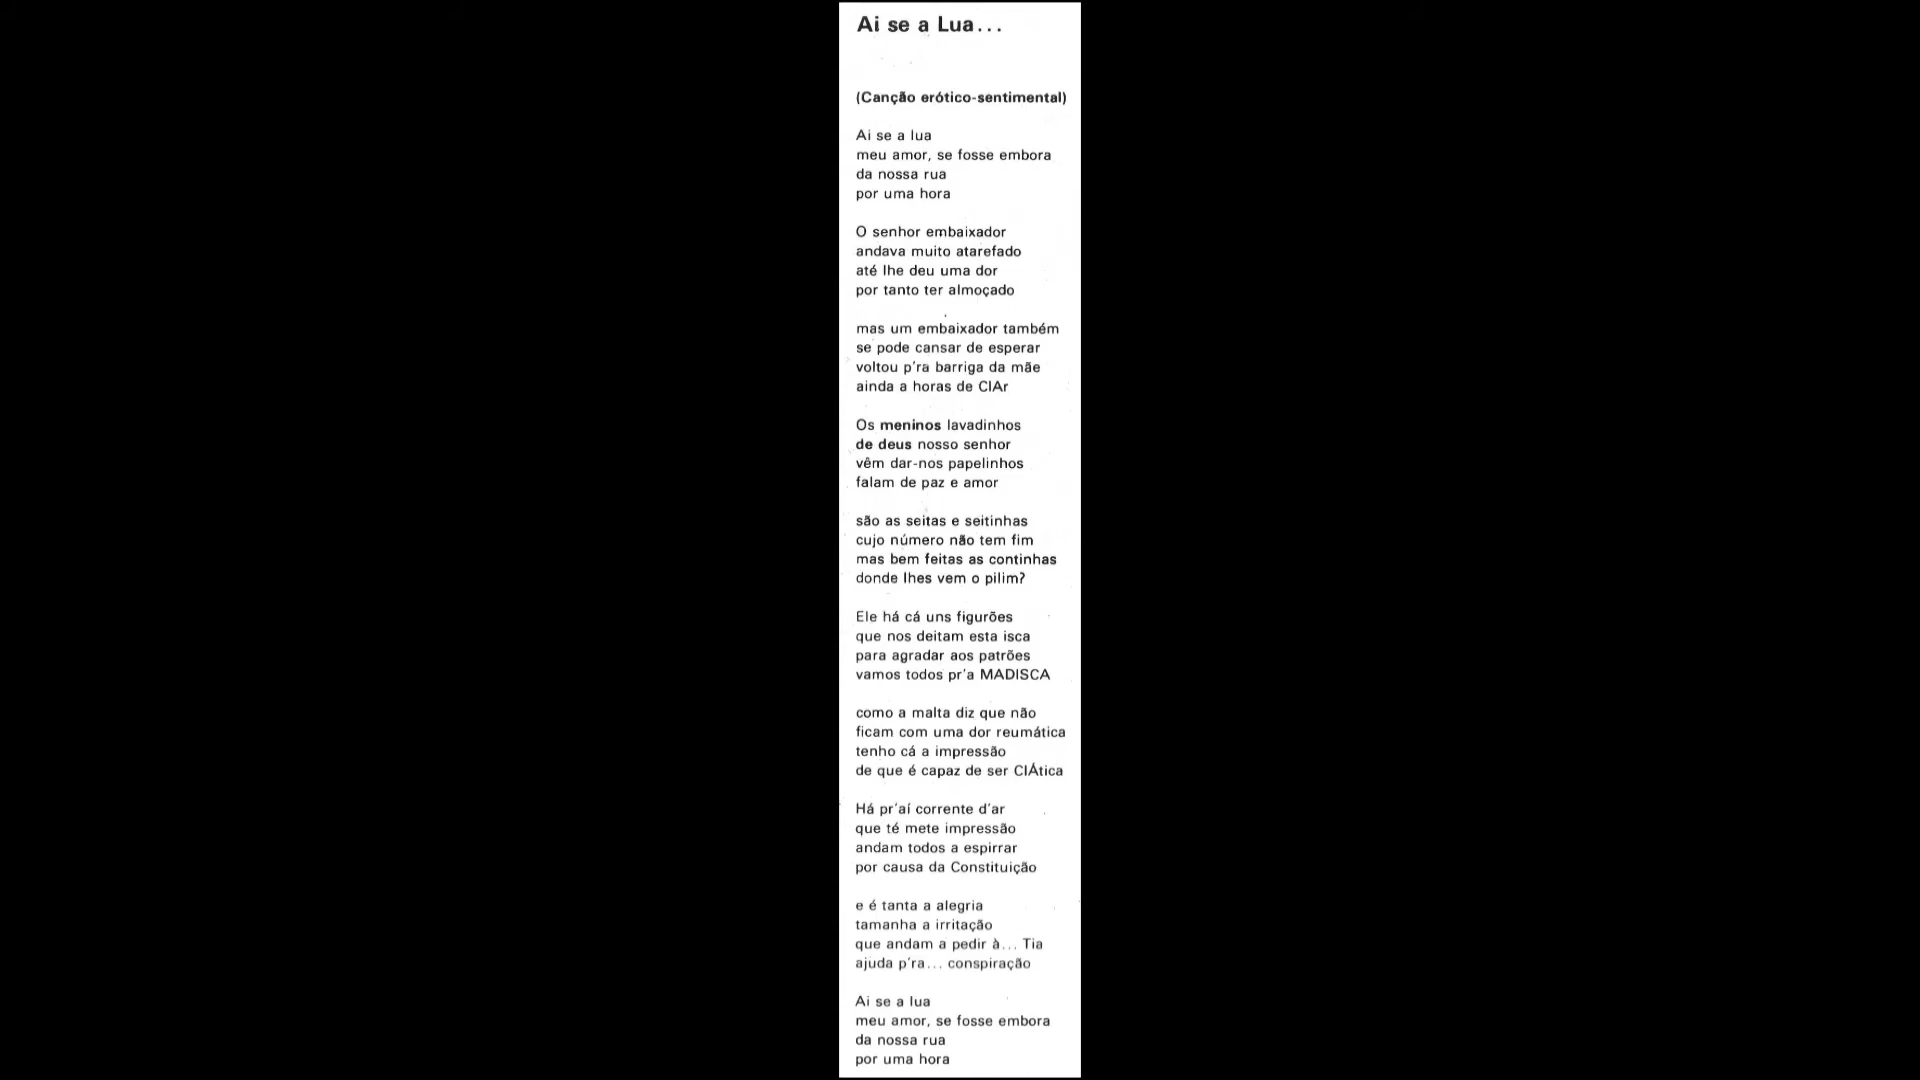 Ai se a Lua...
(Canção erótico-sentimental)
Ai se a lua
meu amor, se fosse embora
da nossa rua
por uma hora
O senhor embaixador
andava muito atarefado
até lhe deu uma dor
por tanto ter almoçado
mas um embaixador também
se pode cansar de esperar
voltou p'ra barriga da mãe
ainda a horas de CIAr
Os meninos lavadinhos
de deus nosso senhor
vêm dar-nos papelinhos
falam de paz e amor
são as seitas e seitinhas
cujo número não tem fim
mas bem feitas as continhas
donde lhes vem o pilim?
Ele há cá uns figurões
que nos deitam esta isca
para agradar aos patrões
vamos todos pr'a MADISCA
como a malta diz que não
ficam com uma dor reumática
tenho cá a impressão
de que é capaz de ser CIÁtica
Há pr'aí corrente d'ar
que té mete impressão
andam todos a espirrar
por causa da Constituição
e é tanta a alegria
tamanha a irritação
que andam a pedir à... Tia
ajuda p'ra... conspiração
Ai se a lua
meu amor, se fosse embora
da nossa rua
por uma hora